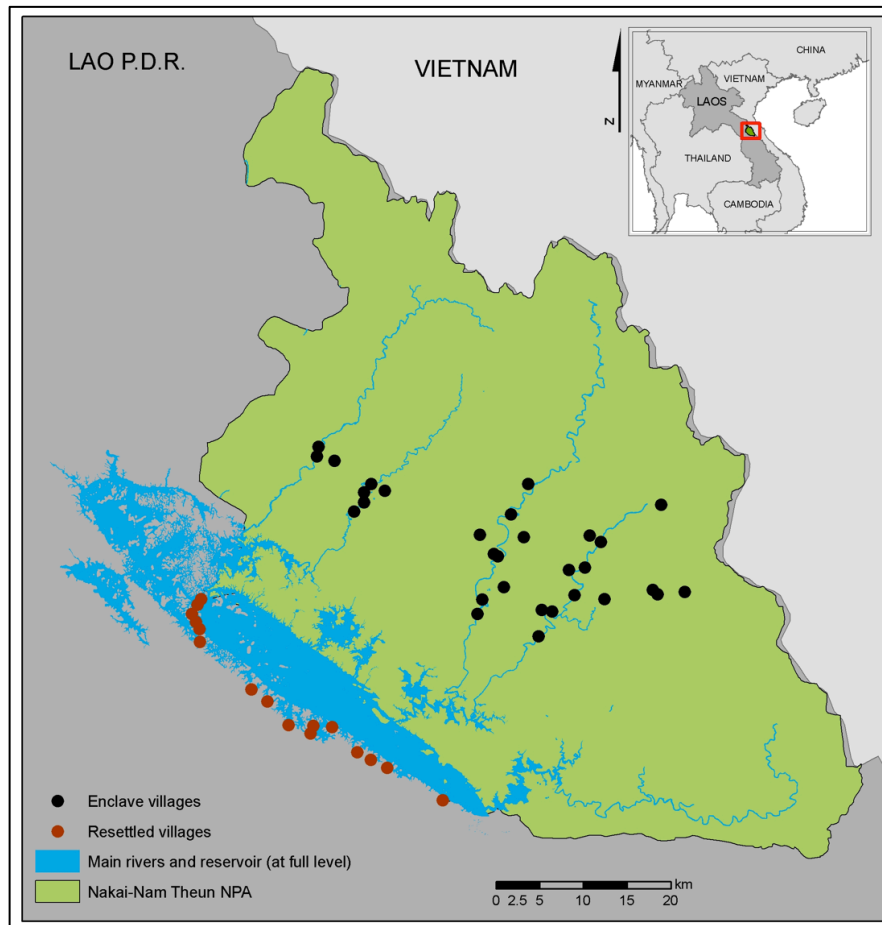 LAO P.D.R.
VIETNAM
N
CHINA
MYANMAR
VIETNAM
LAOS
THAILAND
CAMBODIA
Enclave villages
Resettled villages
Main rivers and reservoir (at full level)
Nakai-Nam Theun NPA
km
0 2.5 5 10 15 20